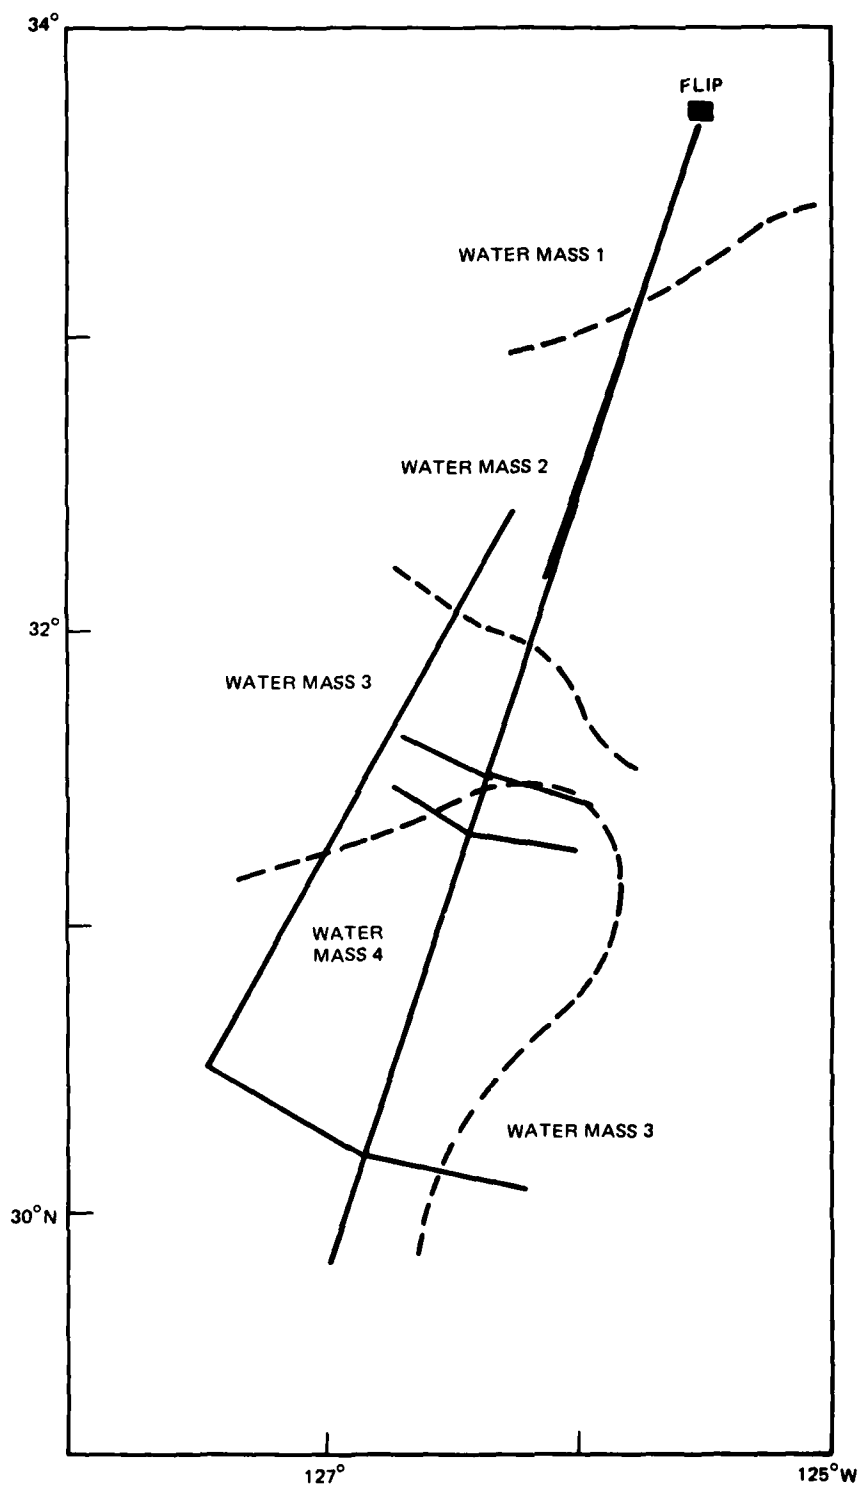 34°
FLIP
WATER MASS 1
WATER MASS 2
32°
WATER MASS 3
WATER
MASS 4
WATER MASS 3
30°N
127°
125°W